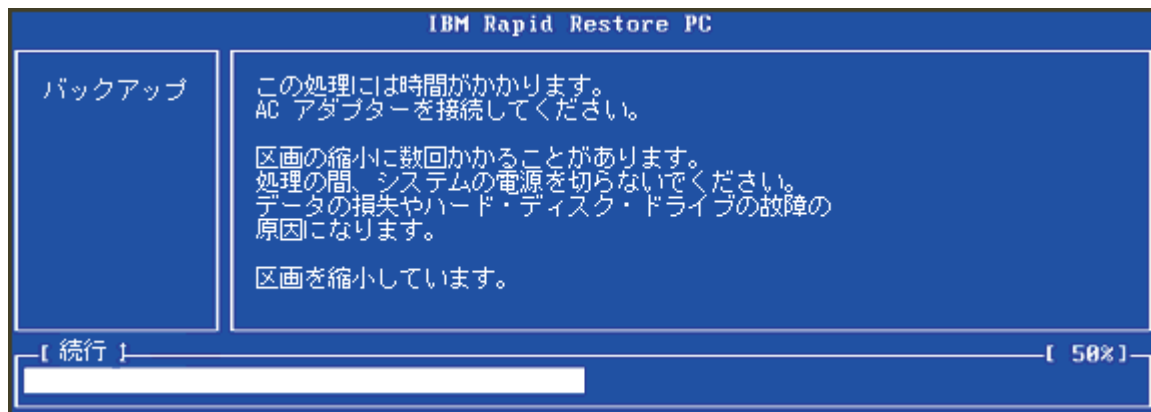 IBM Rapid Restore PC
バックアップ
この処理には時間がかかります。
AC アダプターを接続してください。
区画の縮小に数回かかることがあります。
処理の間、システムの電源を切らないでください。
データの損失やハード・ディスク・ドライブの故障の
原因になります。
区画を縮小しています。
[ 続行 ]
[ 50%]